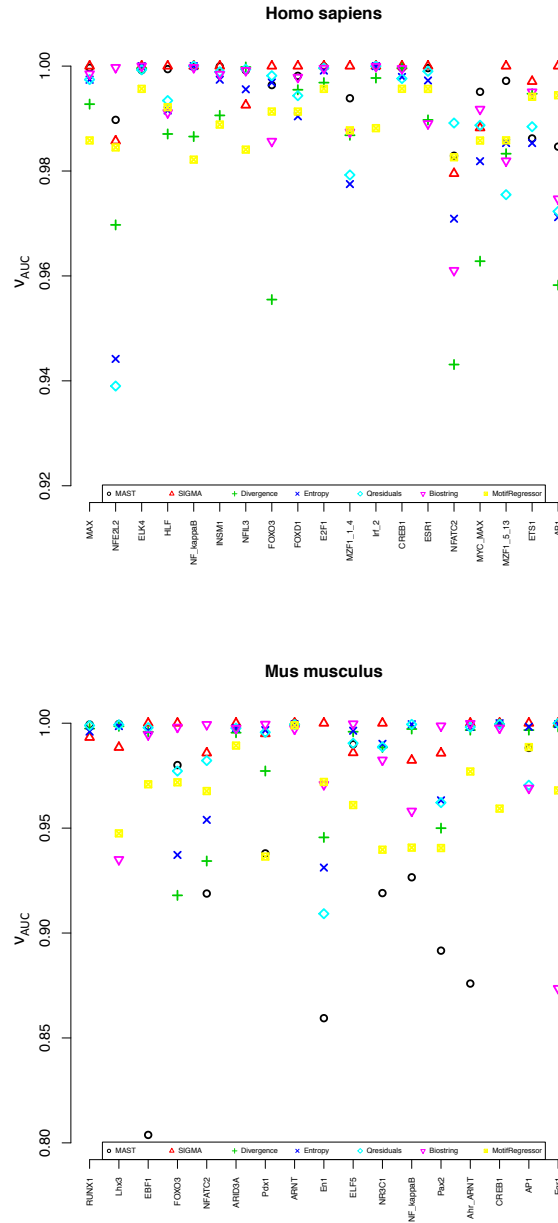 Homo sapiens
1.00
0.98
0.96
0.94
0.92
νAUC
MAST SIGMA Divergence Entropy Qresiduals Biostring MotifRegressor
MAX
NFE2L2
ELK4
HLF
NF_kappaB
INSM1
NFIL3
FOXO3
FOXD1
E2F1
MZF1_1_4
Irf_2
CREB1
ESR1
NFATC2
MYC_MAX
MZF1_5_13
ETS1
AP1
Mus musculus
1.00
0.95
0.90
0.85
0.80
νAUC
MAST SIGMA Divergence Entropy Qresiduals Biostring MotifRegressor
RUNX1
Lhx3
EBF1
FOXO3
NFATC2
ARID3A
Pdx1
ARNT
En1
ELF5
NR3C1
NF_kappaB
Pax2
Ahr_ARNT
CREB1
AP1